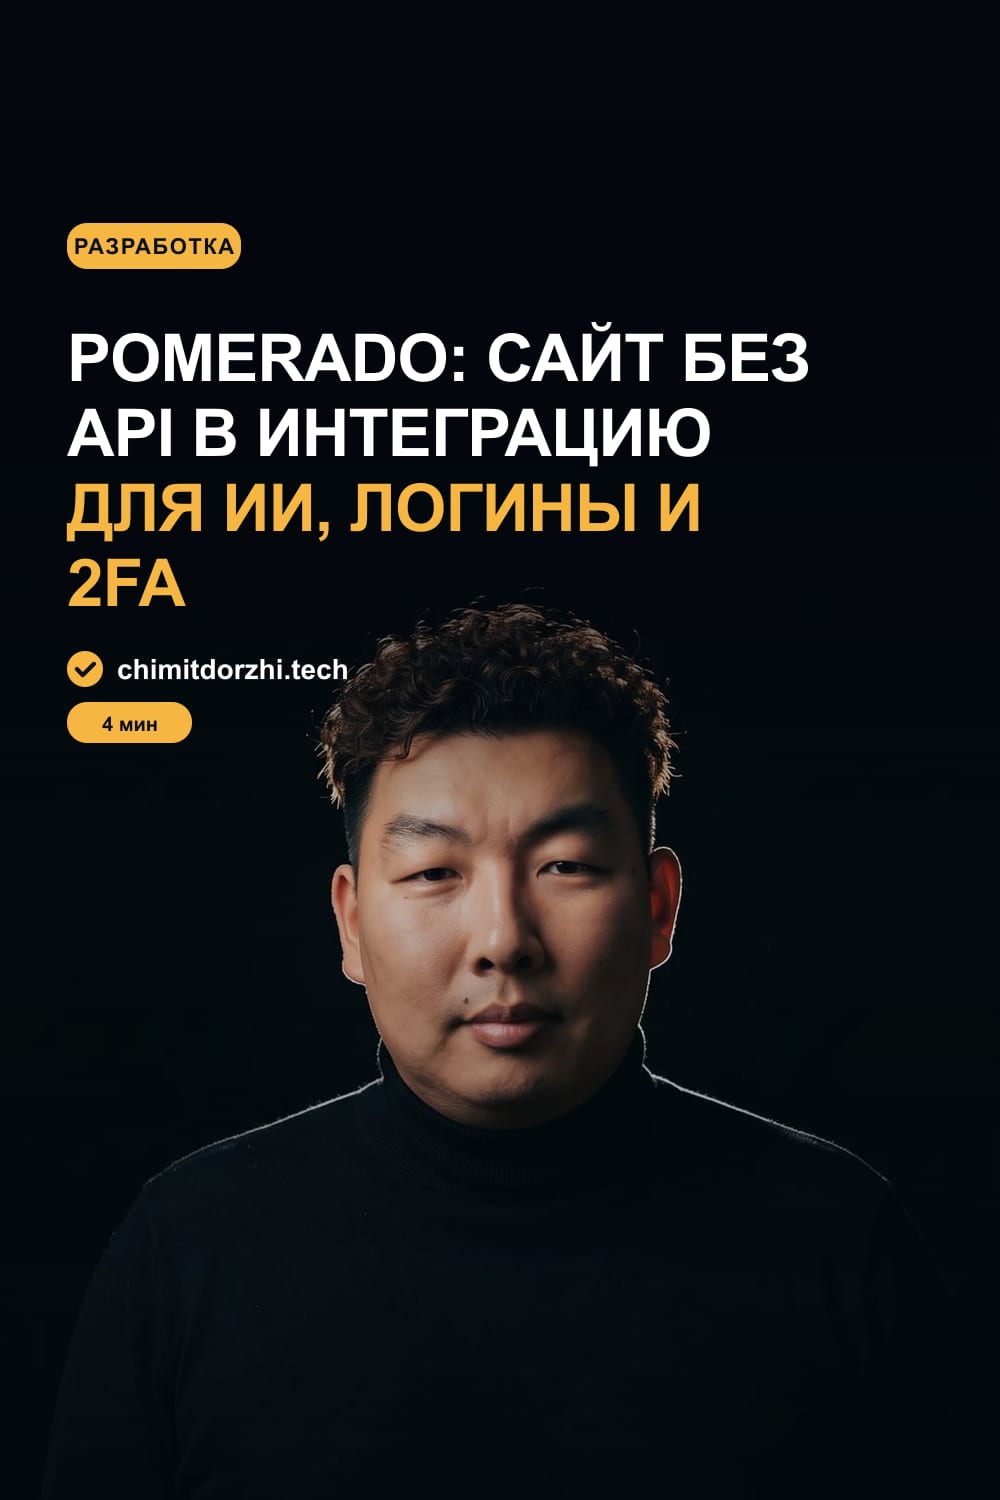 РАЗРАБОТКА
POMERADO: САЙТ БЕЗ
API В ИНТЕГРАЦИЮ
ДЛЯ ИИ, ЛОГИНЫ И
2FA
chimitdorzhi.tech
4 мин